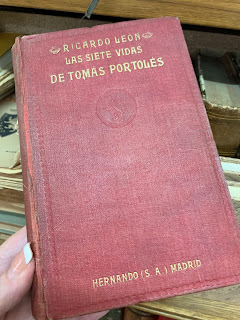 RICARDO LEÓN
LAS SIETE VIDAS
DE TOMÁS PORTOLÉS
HERNANDO (S. A.) MADRID